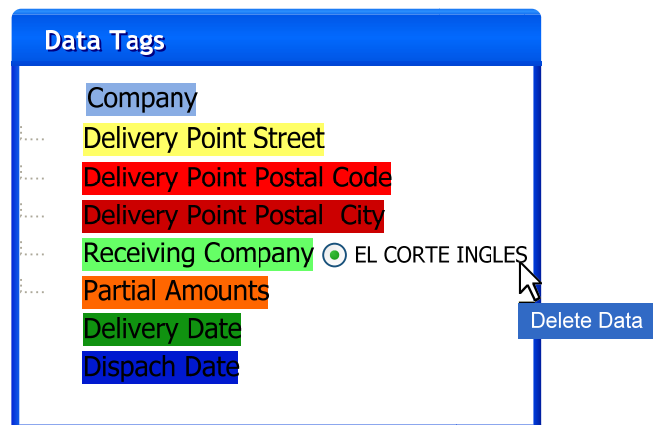 Data Tags
Company
Delivery Point Street
Delivery Point Postal Code
Delivery Point Postal City
Receiving Company EL CORTE INGLES
Partial Amounts
Delete Data
Delivery Date
Dispach Date